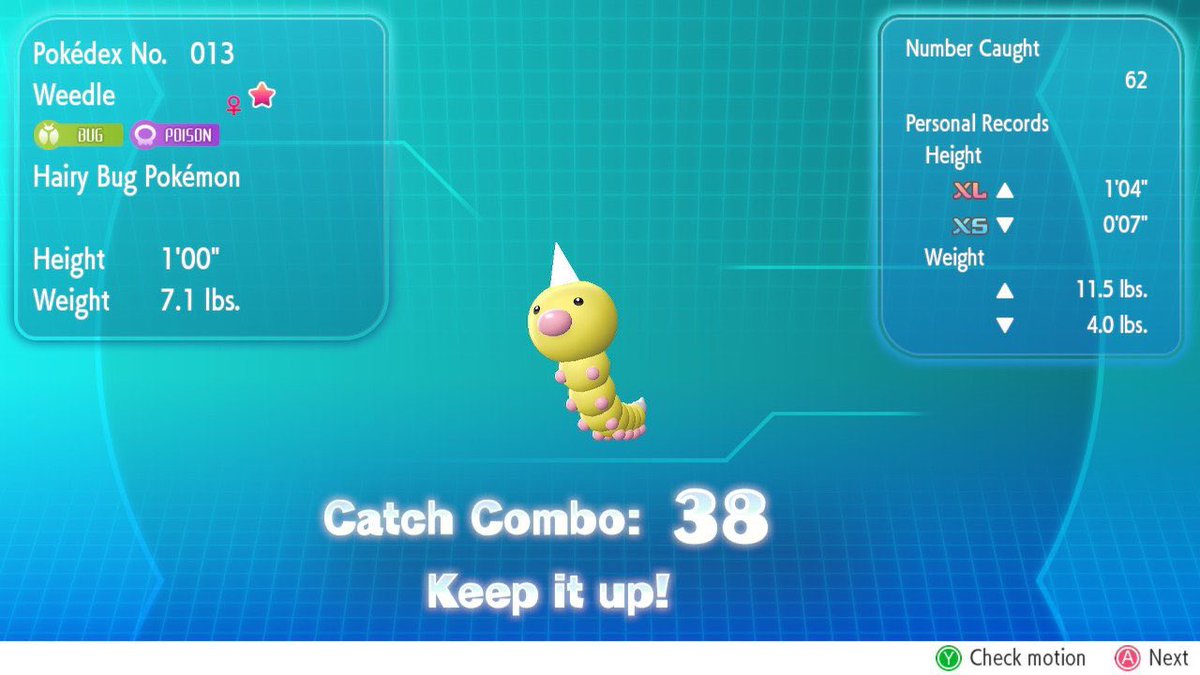 Pokédex No. 013
Weedle ♀
BUG POISON
Hairy Bug Pokémon
Height 1'00"
Weight 7.1 lbs.
Number Caught
62
Personal Records
Height
XL ▲ 1'04"
XS ▼ 0'07"
Weight
▲ 11.5 lbs.
▼ 4.0 lbs.
Catch Combo: 38
Keep it up!
Y Check motion A Next